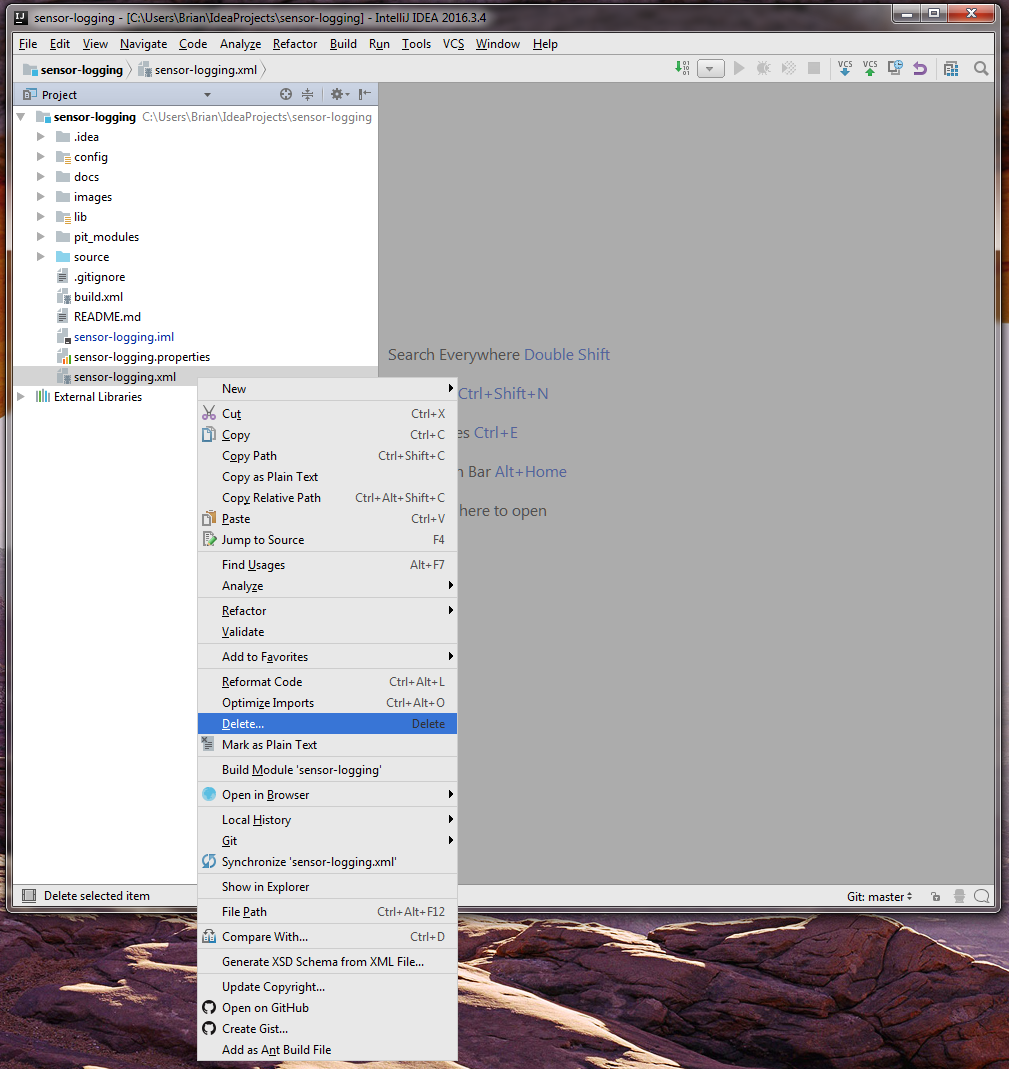 sensor-logging - [C:\Users\Brian\IdeaProjects\sensor-logging] - IntelliJ IDEA 2016.3.4
File Edit View Navigate Code Analyze Refactor Build Run Tools VCS Window Help
sensor-logging sensor-logging.xml
VCS VCS
Project
sensor-logging C:\Users\Brian\IdeaProjects\sensor-logging
.idea
config
docs
images
lib
pit_modules
source
.gitignore
build.xml
README.md
sensor-logging.iml
sensor-logging.properties
sensor-logging.xml
External Libraries
Search Everywhere Double Shift
Ctrl+Shift+N
es Ctrl+E
Bar Alt+Home
here to open
New
Cut Ctrl+X
Copy Ctrl+C
Copy Path Ctrl+Shift+C
Copy as Plain Text
Copy Relative Path Ctrl+Alt+Shift+C
Paste Ctrl+V
Jump to Source F4
Find Usages Alt+F7
Analyze
Refactor
Validate
Add to Favorites
Reformat Code Ctrl+Alt+L
Optimize Imports Ctrl+Alt+O
Delete... Delete
Mark as Plain Text
Build Module 'sensor-logging'
Open in Browser
Local History
Git
Synchronize 'sensor-logging.xml'
Show in Explorer
File Path Ctrl+Alt+F12
Compare With... Ctrl+D
Generate XSD Schema from XML File...
Update Copyright...
Open on GitHub
Create Gist...
Add as Ant Build File
Delete selected item
Git: master